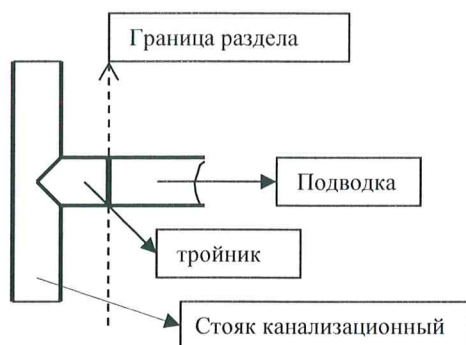 Граница раздела
Подводка
тройник
Стояк канализационный